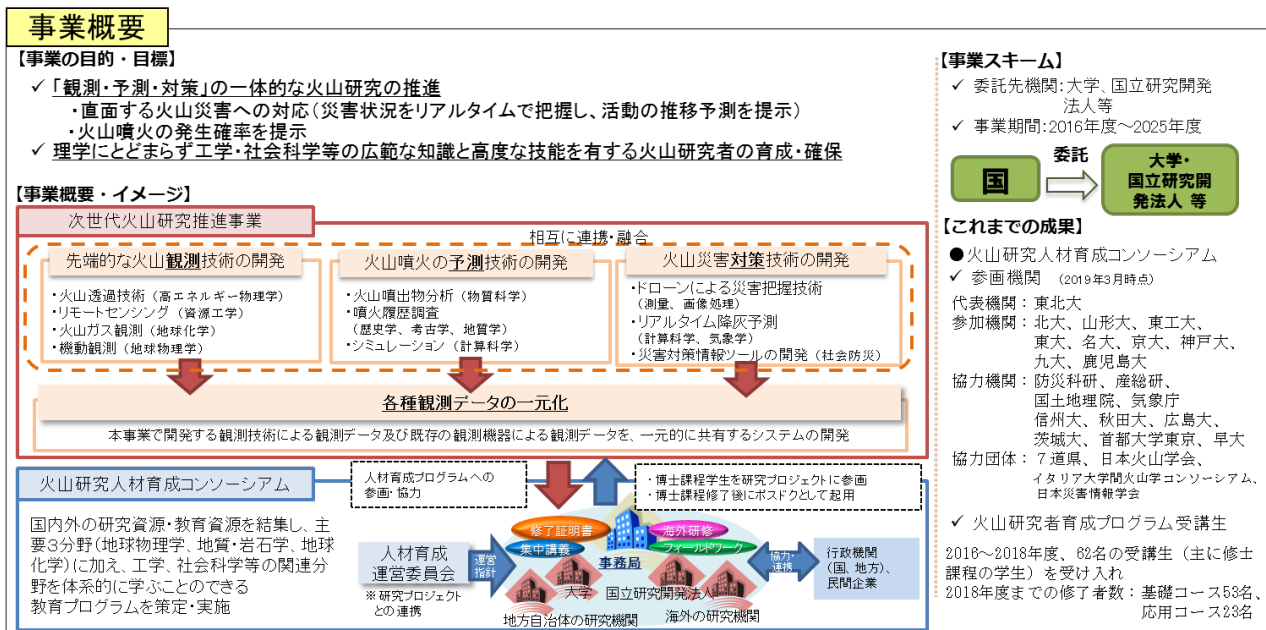 事業概要
【事業の目的・目標】
✓ 「観測・予測・対策」の一体的な火山研究の推進
・直面する火山災害への対応（災害状況をリアルタイムで把握し、活動の推移予測を提示）
・火山噴火の発生確率を提示
✓ 理学にとどまらず工学・社会科学等の広範な知識と高度な技能を有する火山研究者の育成・確保
【事業概要・イメージ】
次世代火山研究推進事業
相互に連携・融合
先端的な火山観測技術の開発
・火山透過技術（高エネルギー物理学）
・リモートセンシング（資源工学）
・火山ガス観測（地球化学）
・機動観測（地球物理学）
火山噴火の予測技術の開発
・火山噴出物分析（物質科学）
・噴火履歴調査
（歴史学、考古学、地質学）
・シミュレーション（計算科学）
火山災害対策技術の開発
・ドローンによる災害把握技術
（測量、画像処理）
・リアルタイム降灰予測
（計算科学、気象学）
・災害対策情報ツールの開発（社会防災）
各種観測データの一元化
本事業で開発する観測技術による観測データ及び既存の観測機器による観測データを、一元的に共有するシステムの開発
火山研究人材育成コンソーシアム
人材育成プログラムへの
参画・協力
・博士課程学生を研究プロジェクトに参画
・博士課程修了後にポスドクとして起用
国内外の研究資源・教育資源を結集し、主
要３分野（地球物理学、地質・岩石学、地球
化学）に加え、工学、社会科学等の関連分
野を体系的に学ぶことのできる
教育プログラムを策定・実施
人材育成
運営委員会
※研究プロジェクト
との連携
運営
指針
修了証明書
海外研修
集中講義
フィールドワーク
事務局
大学
国立研究開発法人
地方自治体の研究機関
海外の研究機関
協力・
連携
行政機関
（国、地方）、
民間企業
【事業スキーム】
✓ 委託先機関：大学、国立研究開発
法人等
✓ 事業期間：2016年度～2025年度
国
委託
大学・
国立研究開
発法人 等
【これまでの成果】
●火山研究人材育成コンソーシアム
✓ 参画機関 （2019年3月時点）
代表機関：東北大
参加機関：北大、山形大、東工大、
東大、名大、京大、神戸大、
九大、鹿児島大
協力機関：防災科研、産総研、
国土地理院、気象庁
信州大、秋田大、広島大、
茨城大、首都大学東京、早大
協力団体：７道県、日本火山学会、
イタリア大学間火山学コンソーシアム、
日本災害情報学会
✓ 火山研究者育成プログラム受講生
2016～2018年度、62名の受講生（主に修士
課程の学生）を受け入れ
2018年度までの修了者数：基礎コース53名、
応用コース23名